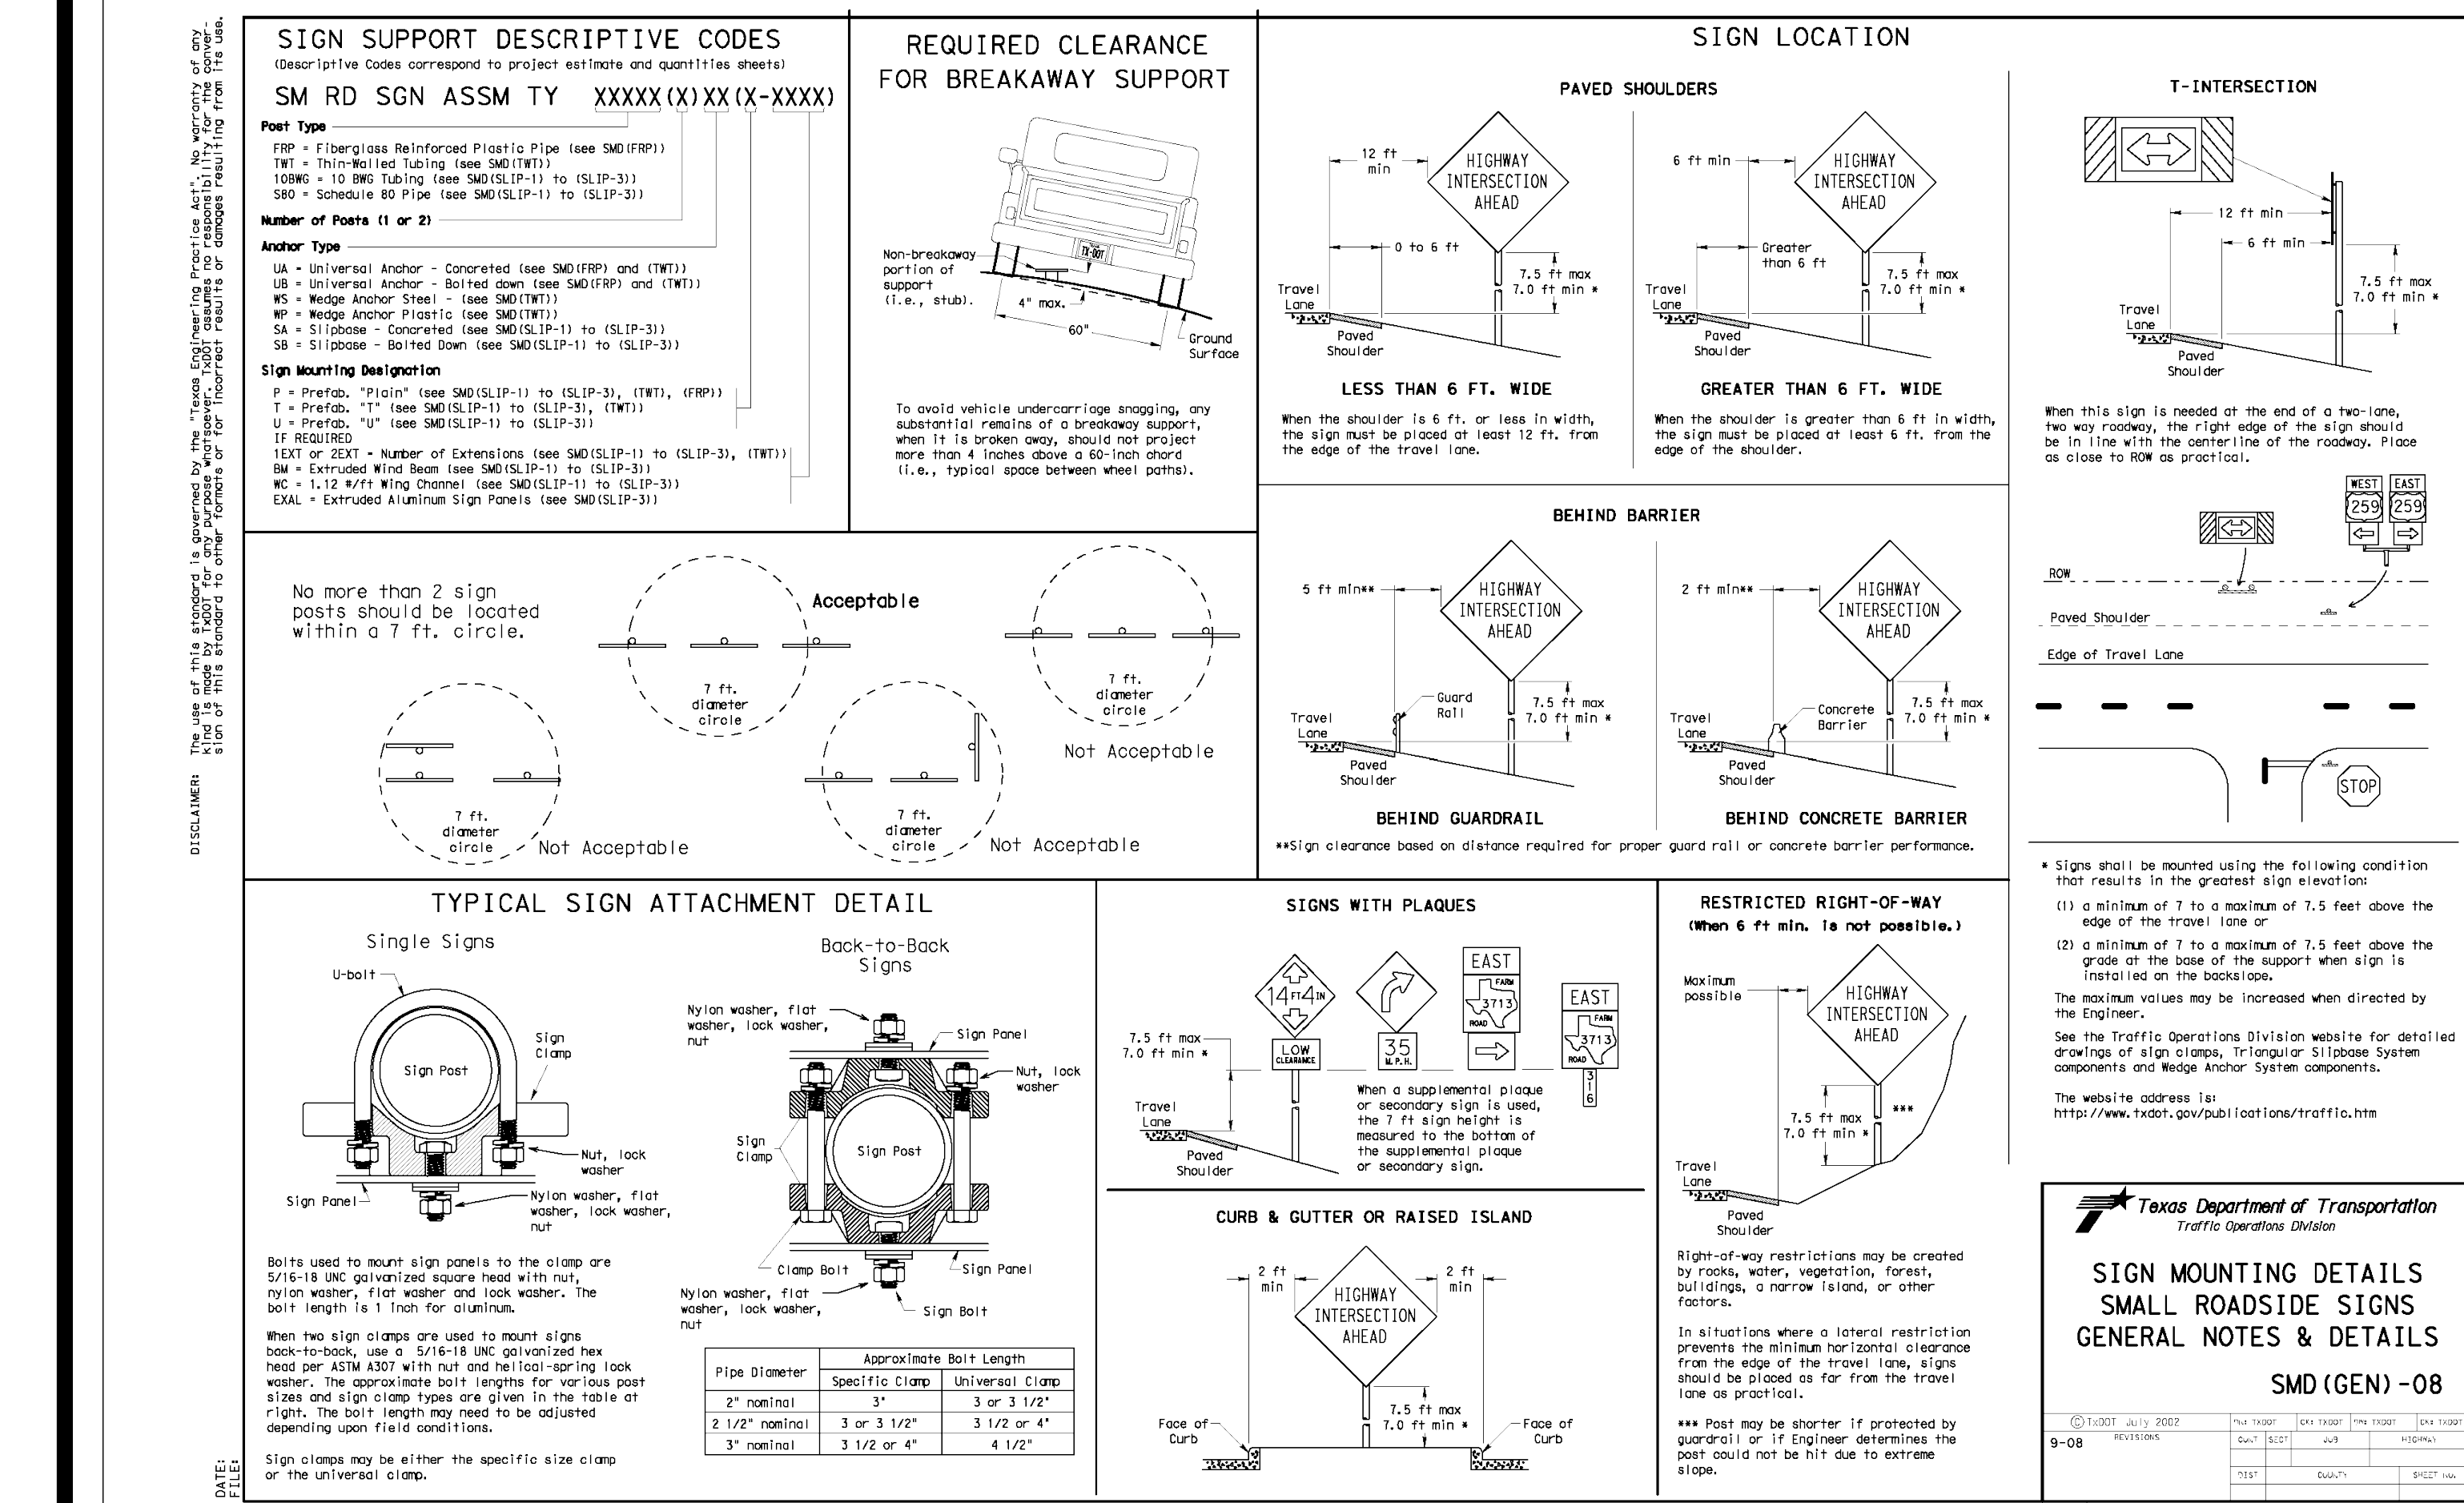 DISCLAIMER:
The use of this standard is governed by the "Texas Engineering Practice Act". No warranty of any
kind is made by TxDOT for any purpose whatsoever. TxDOT assumes no responsibility for the conver-
sion of this standard to other formats or for incorrect results or damages resulting from its use.
DATE:
FILE:
SIGN SUPPORT DESCRIPTIVE CODES
(Descriptive Codes correspond to project estimate and quantities sheets)
SM RD SGN ASSM TY XXXXX(X)XX(X-XXXX)
Post Type
FRP = Fiberglass Reinforced Plastic Pipe (see SMD(FRP))
TWT = Thin-Walled Tubing (see SMD(TWT))
10BWG = 10 BWG Tubing (see SMD(SLIP-1) to (SLIP-3))
S80 = Schedule 80 Pipe (see SMD(SLIP-1) to (SLIP-3))
Number of Posts (1 or 2)
Anchor Type
UA = Universal Anchor - Concreted (see SMD(FRP) and (TWT))
UB = Universal Anchor - Bolted down (see SMD(FRP) and (TWT))
WS = Wedge Anchor Steel - (see SMD(TWT))
WP = Wedge Anchor Plastic (see SMD(TWT))
SA = Slipbase - Concreted (see SMD(SLIP-1) to (SLIP-3))
SB = Slipbase - Bolted Down (see SMD(SLIP-1) to (SLIP-3))
Sign Mounting Designation
P = Prefab. "Plain" (see SMD(SLIP-1) to (SLIP-3), (TWT), (FRP))
T = Prefab. "T" (see SMD(SLIP-1) to (SLIP-3), (TWT))
U = Prefab. "U" (see SMD(SLIP-1) to (SLIP-3))
IF REQUIRED
1EXT or 2EXT = Number of Extensions (see SMD(SLIP-1) to (SLIP-3), (TWT))
BM = Extruded Wind Beam (see SMD(SLIP-1) to (SLIP-3))
WC = 1.12 #/ft Wing Channel (see SMD(SLIP-1) to (SLIP-3))
EXAL = Extruded Aluminum Sign Panels (see SMD(SLIP-3))
REQUIRED CLEARANCE
FOR BREAKAWAY SUPPORT
TX-DOT
Non-breakaway
portion of
support
(i.e., stub).
4" max.
60"
Ground
Surface
To avoid vehicle undercarriage snagging, any
substantial remains of a breakaway support,
when it is broken away, should not project
more than 4 inches above a 60-inch chord
(i.e., typical space between wheel paths).
No more than 2 sign
posts should be located
within a 7 ft. circle.
Acceptable
7 ft.
diameter
circle
7 ft.
diameter
circle
Not Acceptable
7 ft.
diameter
circle
Not Acceptable
7 ft.
diameter
circle
Not Acceptable
SIGN LOCATION
PAVED SHOULDERS
12 ft
min
HIGHWAY
INTERSECTION
AHEAD
0 to 6 ft
7.5 ft max
7.0 ft min *
Travel
Lane
Paved
Shoulder
LESS THAN 6 FT. WIDE
When the shoulder is 6 ft. or less in width,
the sign must be placed at least 12 ft. from
the edge of the travel lane.
6 ft min
HIGHWAY
INTERSECTION
AHEAD
Greater
than 6 ft
7.5 ft max
7.0 ft min *
Travel
Lane
Paved
Shoulder
GREATER THAN 6 FT. WIDE
When the shoulder is greater than 6 ft in width,
the sign must be placed at least 6 ft. from the
edge of the shoulder.
BEHIND BARRIER
5 ft min**
HIGHWAY
INTERSECTION
AHEAD
Guard
Rail
7.5 ft max
7.0 ft min *
Travel
Lane
Paved
Shoulder
BEHIND GUARDRAIL
2 ft min**
HIGHWAY
INTERSECTION
AHEAD
Concrete
Barrier
7.5 ft max
7.0 ft min *
Travel
Lane
Paved
Shoulder
BEHIND CONCRETE BARRIER
**Sign clearance based on distance required for proper guard rail or concrete barrier performance.
T-INTERSECTION
12 ft min
6 ft min
7.5 ft max
7.0 ft min *
Travel
Lane
Paved
Shoulder
When this sign is needed at the end of a two-lane,
two way roadway, the right edge of the sign should
be in line with the centerline of the roadway. Place
as close to ROW as practical.
WEST EAST
259 259
ROW
Paved Shoulder
Edge of Travel Lane
STOP
* Signs shall be mounted using the following condition
that results in the greatest sign elevation:
(1) a minimum of 7 to a maximum of 7.5 feet above the
edge of the travel lane or
(2) a minimum of 7 to a maximum of 7.5 feet above the
grade at the base of the support when sign is
installed on the backslope.
The maximum values may be increased when directed by
the Engineer.
See the Traffic Operations Division website for detailed
drawings of sign clamps, Triangular Slipbase System
components and Wedge Anchor System components.
The website address is:
http://www.txdot.gov/publications/traffic.htm
TYPICAL SIGN ATTACHMENT DETAIL
Single Signs
U-bolt
Sign
Clamp
Sign Post
Nut, lock
washer
Sign Panel
Nylon washer, flat
washer, lock washer,
nut
Bolts used to mount sign panels to the clamp are
5/16-18 UNC galvanized square head with nut,
nylon washer, flat washer and lock washer. The
bolt length is 1 inch for aluminum.
When two sign clamps are used to mount signs
back-to-back, use a 5/16-18 UNC galvanized hex
head per ASTM A307 with nut and helical-spring lock
washer. The approximate bolt lengths for various post
sizes and sign clamp types are given in the table at
right. The bolt length may need to be adjusted
depending upon field conditions.
Sign clamps may be either the specific size clamp
or the universal clamp.
Back-to-Back
Signs
Nylon washer, flat
washer, lock washer,
nut
Sign Panel
Nut, lock
washer
Sign
Clamp
Sign Post
Clamp Bolt
Sign Panel
Nylon washer, flat
washer, lock washer,
nut
Sign Bolt
Pipe Diameter Approximate Bolt Length
Specific Clamp Universal Clamp
2" nominal 3" 3 or 3 1/2"
2 1/2" nominal 3 or 3 1/2" 3 1/2 or 4"
3" nominal 3 1/2 or 4" 4 1/2"
SIGNS WITH PLAQUES
14 FT 4 IN
LOW
CLEARANCE
35
M.P.H.
EAST
FARM
3713
ROAD
EAST
FARM
3713
ROAD
3
1
6
7.5 ft max
7.0 ft min *
Travel
Lane
Paved
Shoulder
When a supplemental plaque
or secondary sign is used,
the 7 ft sign height is
measured to the bottom of
the supplemental plaque
or secondary sign.
CURB & GUTTER OR RAISED ISLAND
2 ft
min
2 ft
min
HIGHWAY
INTERSECTION
AHEAD
7.5 ft max
7.0 ft min *
Face of
Curb
Face of
Curb
RESTRICTED RIGHT-OF-WAY
(When 6 ft min. is not possible.)
Maximum
possible
HIGHWAY
INTERSECTION
AHEAD
***
7.5 ft max
7.0 ft min *
Travel
Lane
Paved
Shoulder
Right-of-way restrictions may be created
by rocks, water, vegetation, forest,
buildings, a narrow island, or other
factors.
In situations where a lateral restriction
prevents the minimum horizontal clearance
from the edge of the travel lane, signs
should be placed as far from the travel
lane as practical.
*** Post may be shorter if protected by
guardrail or if Engineer determines the
post could not be hit due to extreme
slope.
Texas Department of Transportation
Traffic Operations Division
SIGN MOUNTING DETAILS
SMALL ROADSIDE SIGNS
GENERAL NOTES & DETAILS
SMD(GEN)-08
© TxDOT July 2002
DN: TXDOT CK: TXDOT DW: TXDOT CK: TXDOT
9-08 REVISIONS
CONT SECT JOB HIGHWAY
DIST COUNTY SHEET NO.